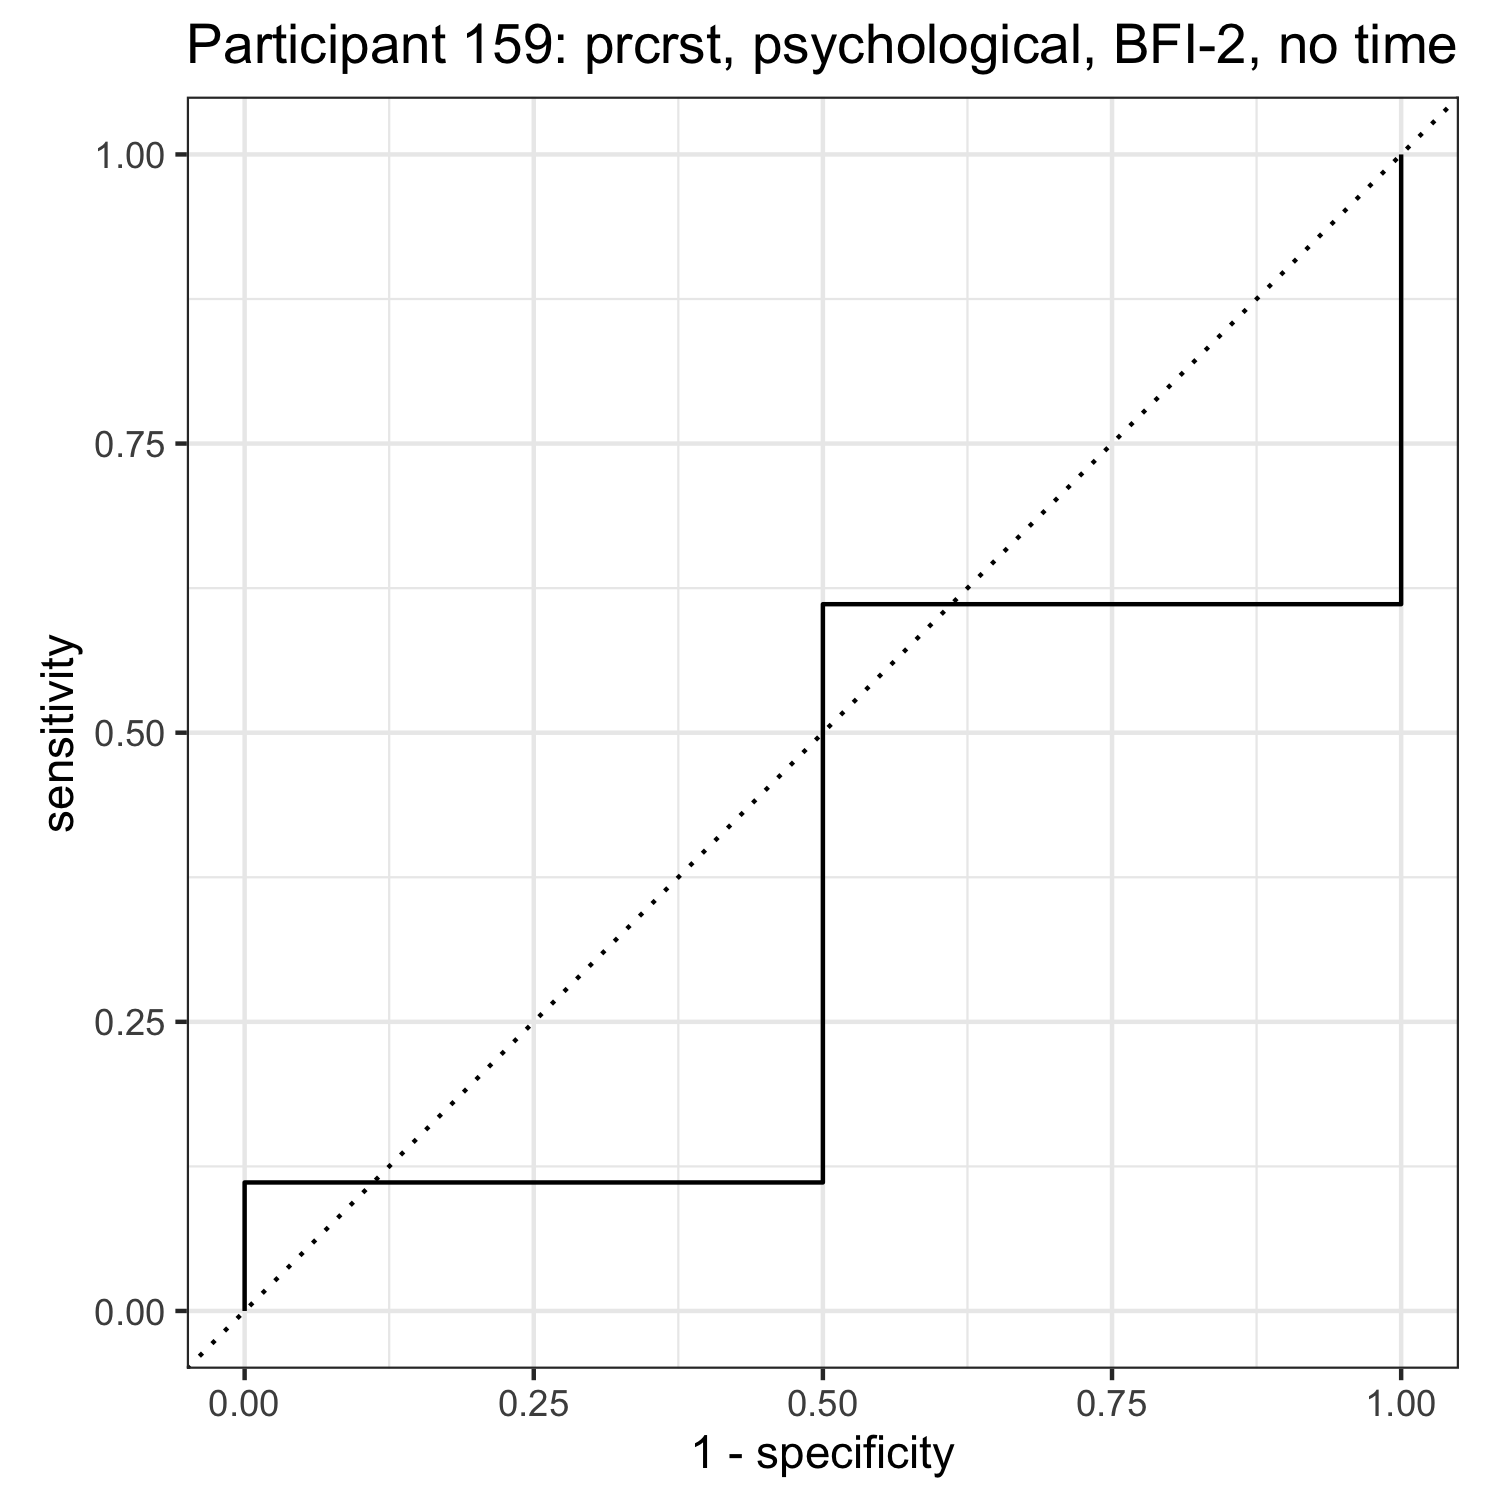 Participant 159: prcrst, psychological, BFI-2, no time
1.00
0.75
0.50
0.25
0.00
sensitivity
0.00 0.25 0.50 0.75 1.00
1 - specificity